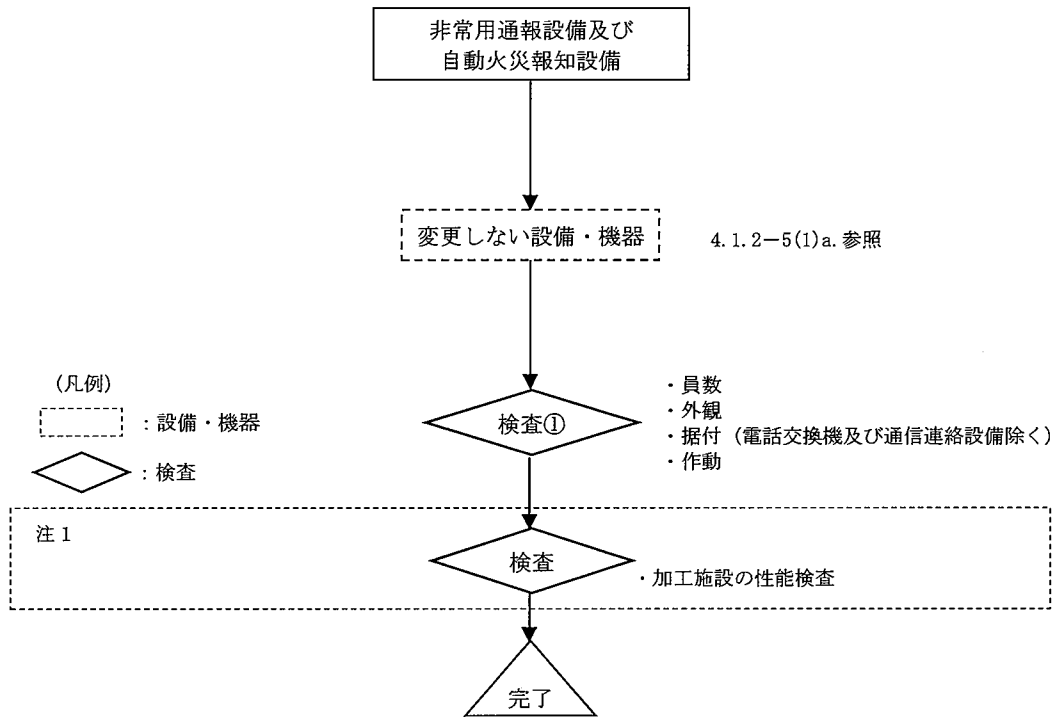 非常用通報設備及び
自動火災報知設備
変更しない設備・機器
4.1.2－5(1)a.参照
(凡例)
：設備・機器
：検査
検査①
・員数
・外観
・据付（電話交換機及び通信連絡設備除く）
・作動
注１
検査
・加工施設の性能検査
完了